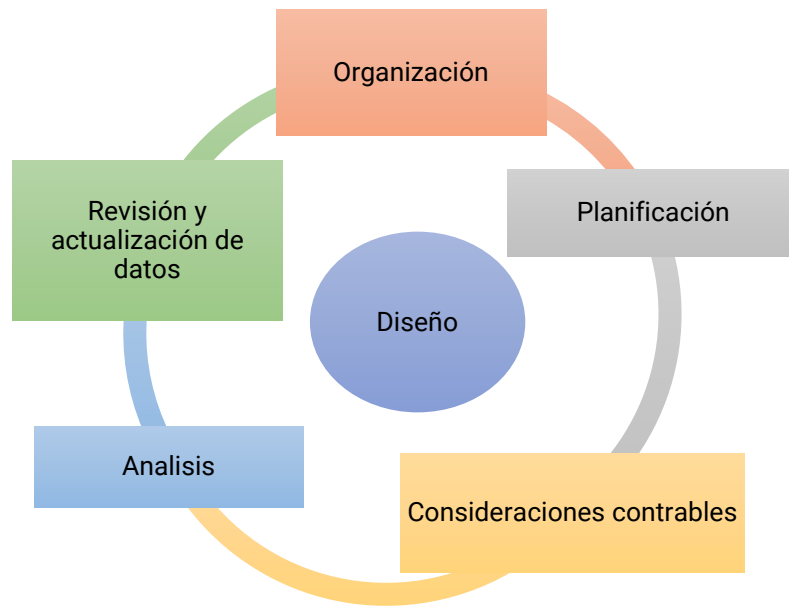 Organización
Planificación
Revisión y
actualización de
datos
Diseño
Analisis
Consideraciones contrables